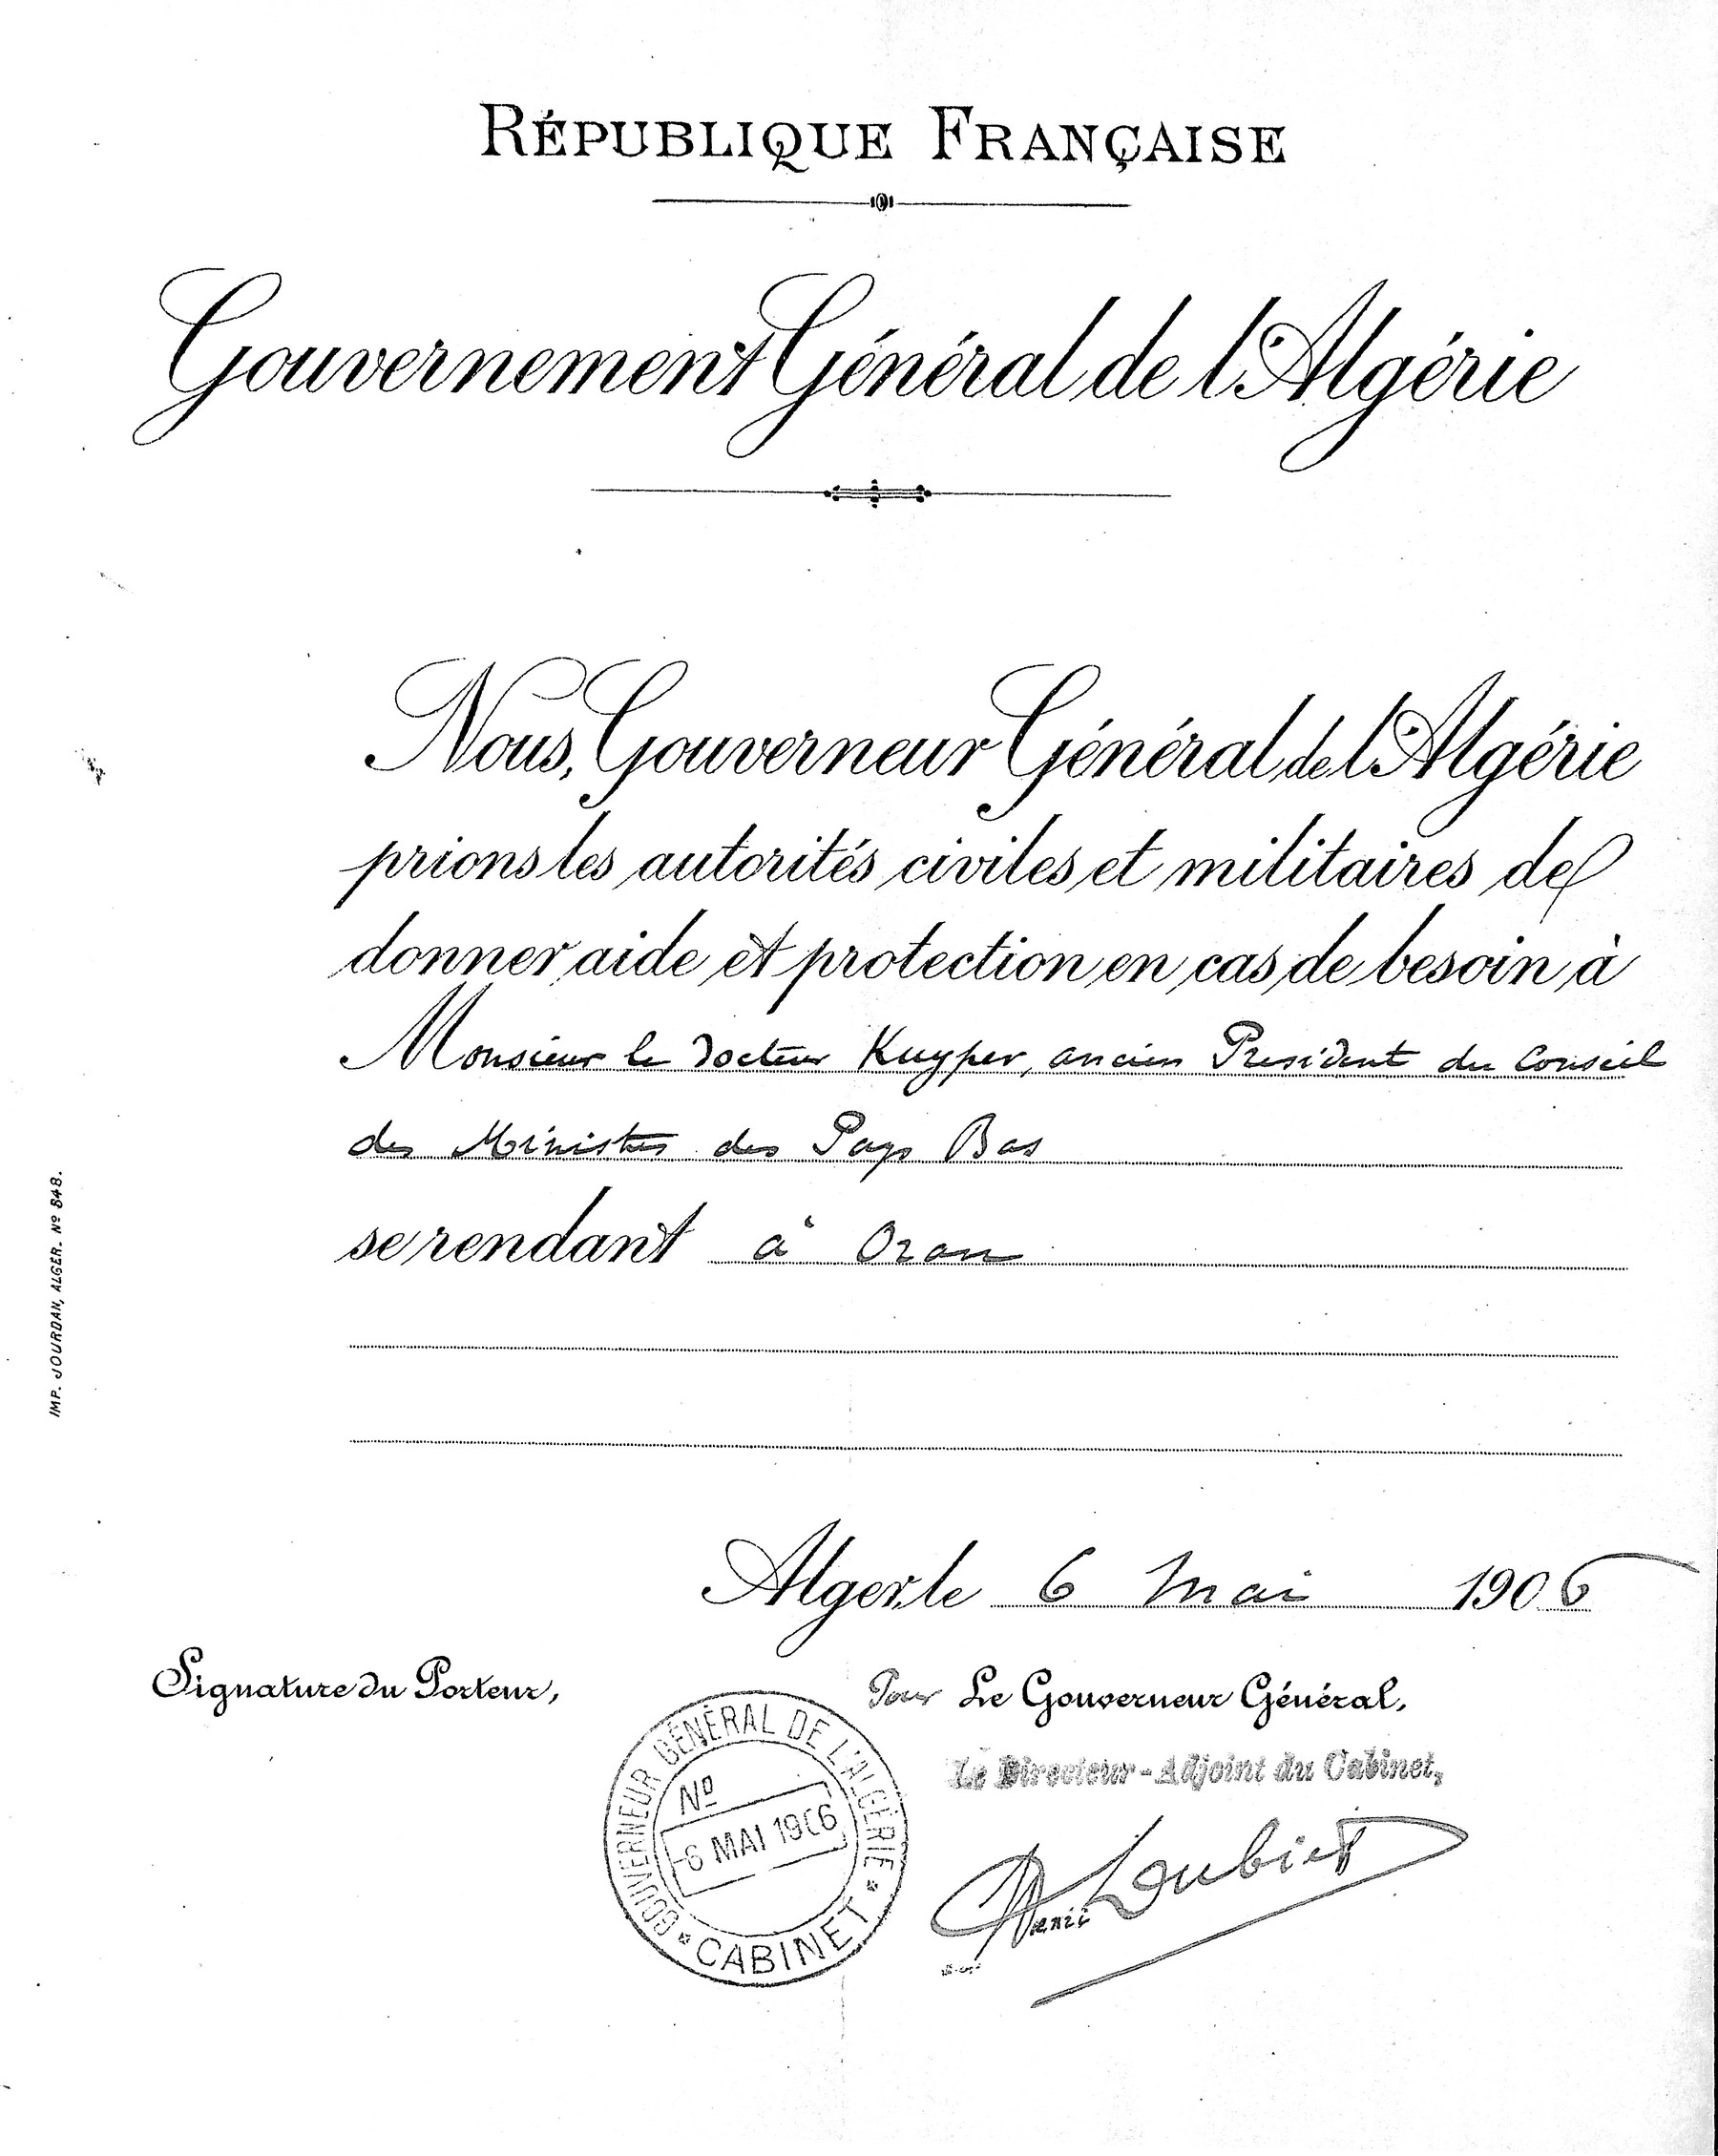 RÉPUBLIQUE FRANÇAISE
Gouvernement Général de l'Algérie
Nous, Gouverneur Général de l'Algérie
prions les autorités civiles et militaires de
donner aide et protection en cas de besoin à
Monsieur le Docteur Kuyper, ancien President du Conseil
des Ministres des Pays Bas
se rendant à Oran
IMP. JOURDAN, ALGER. Nº 848.
Alger, le 6 Mai 1906
Signature du Porteur,
Pour Le Gouverneur Général,
Le Directeur-Adjoint du Cabinet,
GOUVERNEUR GÉNÉRAL DE L'ALGÉRIE
Nº
-6 MAI 1906
* CABINET *